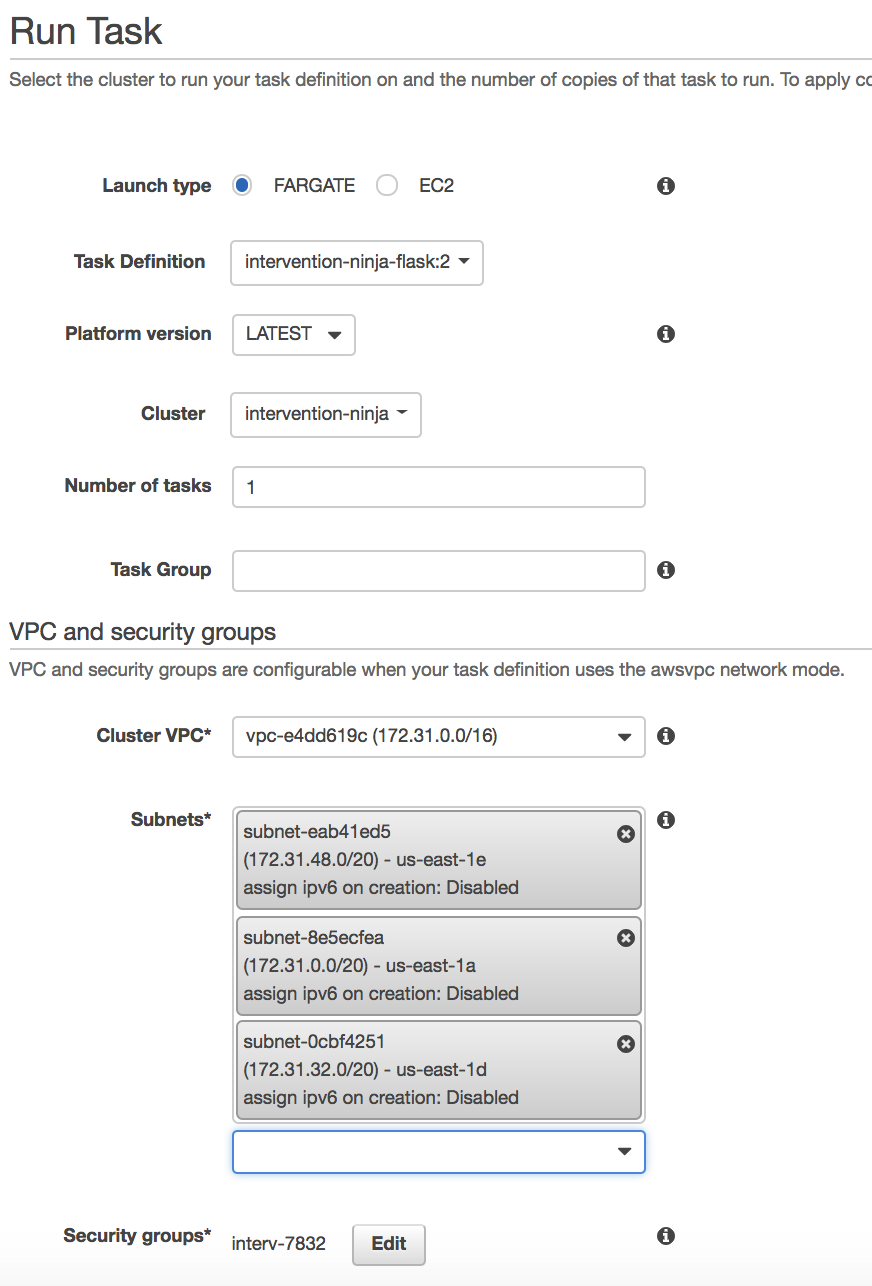 Run Task
Select the cluster to run your task definition on and the number of copies of that task to run. To apply
Launch type FARGATE EC2
Task Definition intervention-ninja-flask:2
Platform version LATEST
Cluster intervention-ninja
Number of tasks 1
Task Group
VPC and security groups
VPC and security groups are configurable when your task definition uses the awsvpc network mode.
Cluster VPC* vpc-e4dd619c (172.31.0.0/16)
Subnets* subnet-eab41ed5
(172.31.48.0/20) - us-east-1e
assign ipv6 on creation: Disabled
subnet-8e5ecfea
(172.31.0.0/20) - us-east-1a
assign ipv6 on creation: Disabled
subnet-0cbf4251
(172.31.32.0/20) - us-east-1d
assign ipv6 on creation: Disabled
Security groups* interv-7832 Edit